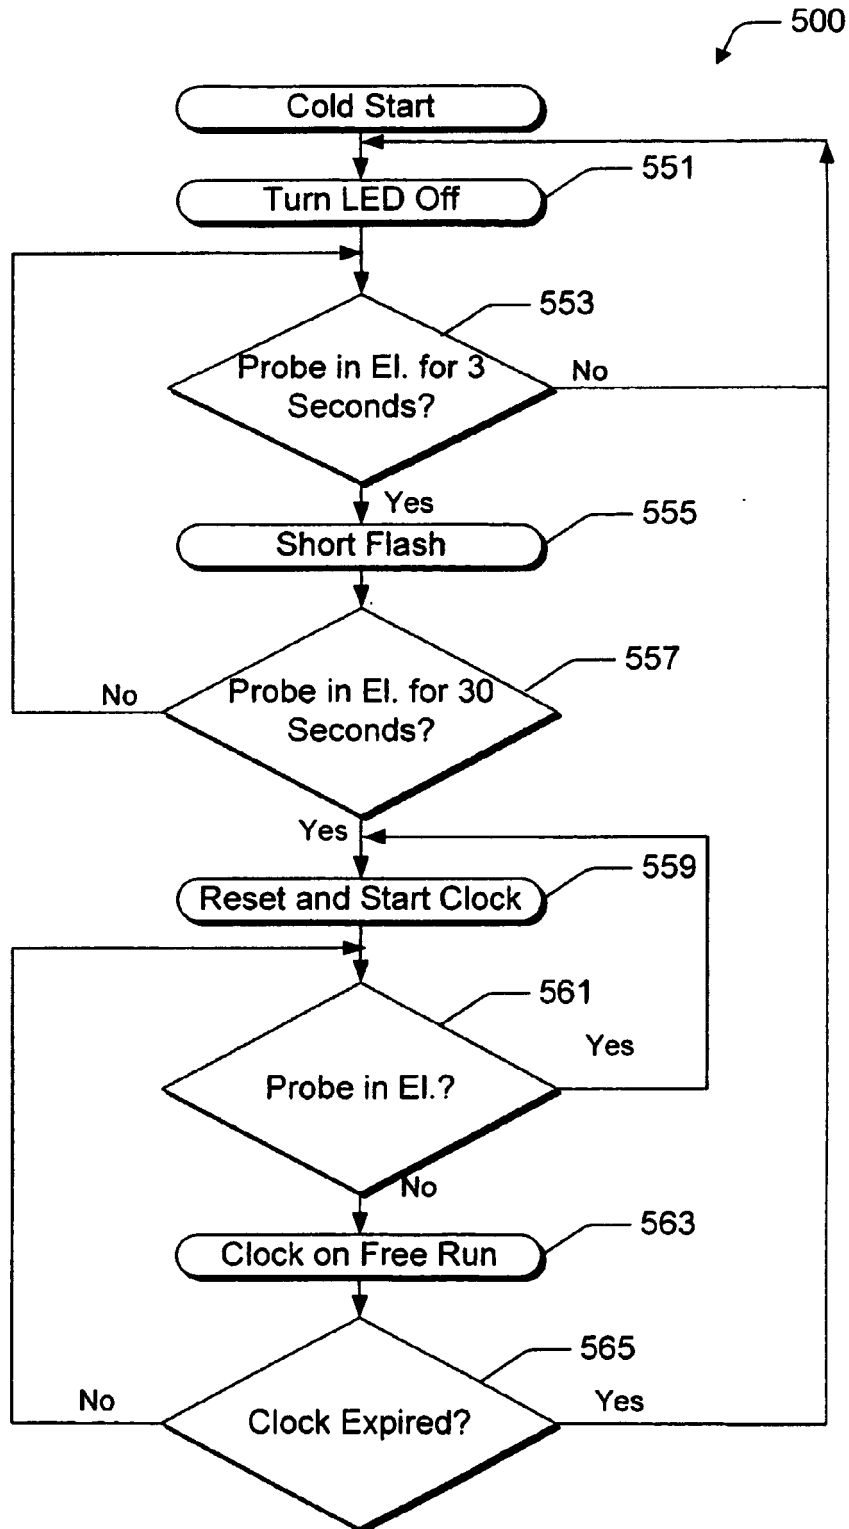 500
Cold Start
551
Turn LED Off
553
Probe in El. for 3
Seconds?
No
Yes
555
Short Flash
557
No
Probe in El. for 30
Seconds?
Yes
559
Reset and Start Clock
561
Yes
Probe in El.?
No
563
Clock on Free Run
565
No
Yes
Clock Expired?